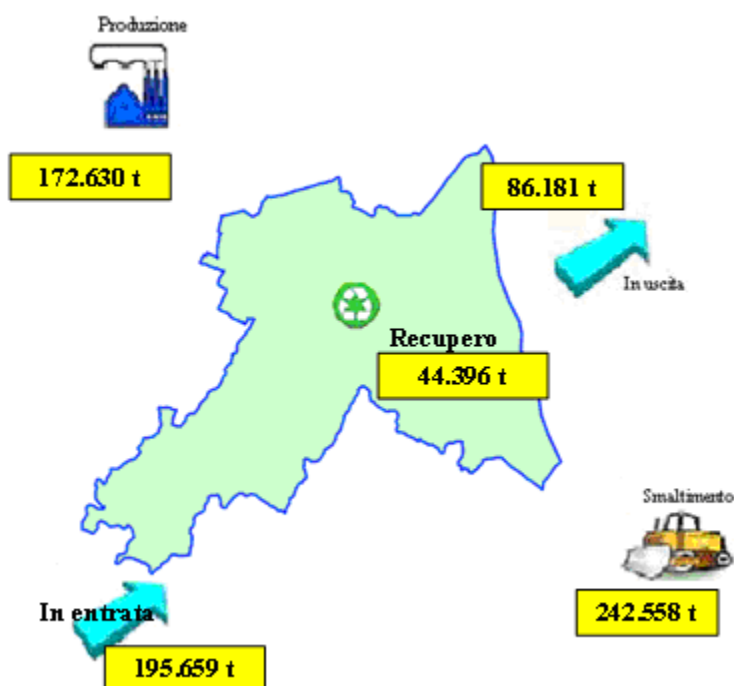 Produzione
172.630 t
86.181 t
In uscita
Recupero
44.396 t
Smaltimento
242.558 t
In entrata
195.659 t